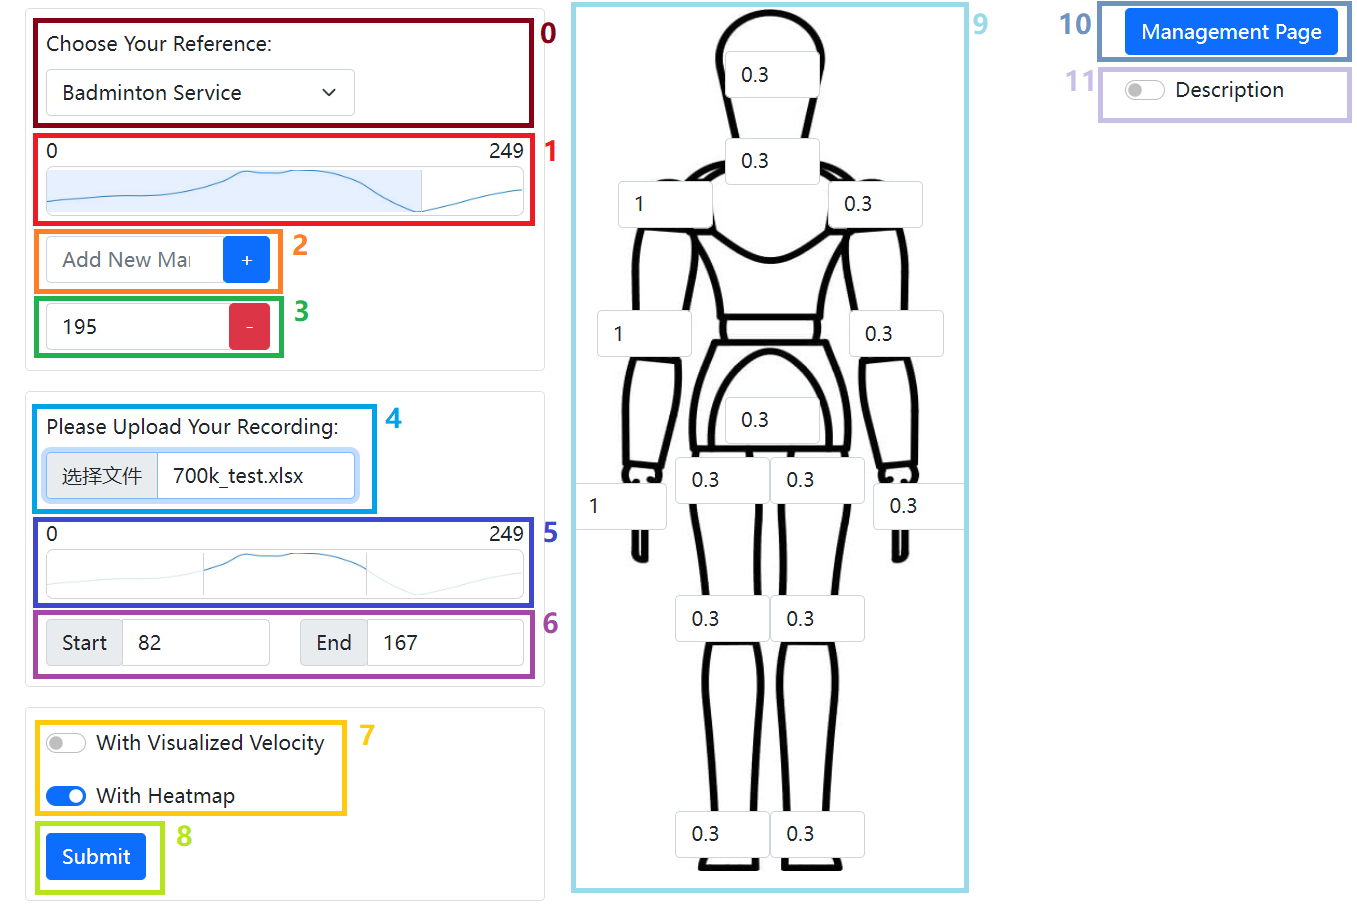 0
Choose Your Reference:
Badminton Service
1
0 249
2
Add New Mar
+
3
195
-
4
Please Upload Your Recording:
选择文件 700k_test.xlsx
5
0 249
6
Start 82 End 167
7
With Visualized Velocity
With Heatmap
8
Submit
9
0.3
0.3
1 0.3
1 0.3
0.3
0.3 0.3
1 0.3
0.3 0.3
0.3 0.3
10
Management Page
11
Description